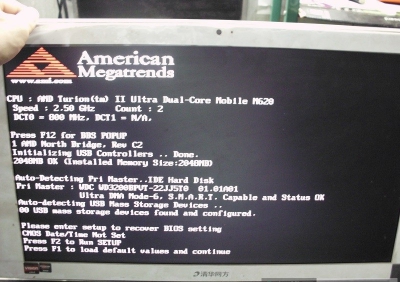 American
Megatrends
www.ami.com
CPU : AMD Turion(tm) II Ultra Dual-Core Mobile M620
Speed : 2.50 GHz Count : 2
DCT0 = 800 MHz, DCT1 = N/A,
Press F12 for BBS POPUP
1 AMD North Bridge, Rev C2
Initializing USB Controllers .. Done.
2048MB OK (Installed Memory Size:2048MB)
Auto-Detecting Pri Master..IDE Hard Disk
Pri Master : WDC WD3200BPVT-22JJ5T0 01.01A01
Ultra DMA Mode-6, S.M.A.R.T. Capable and Status OK
Auto-detecting USB Mass Storage Devices ..
00 USB mass storage devices found and configured.
Please enter setup to recover BIOS setting
CMOS Date/Time Not Set
Press F2 to Run SETUP
Press F1 to load default values and continue
清华同方